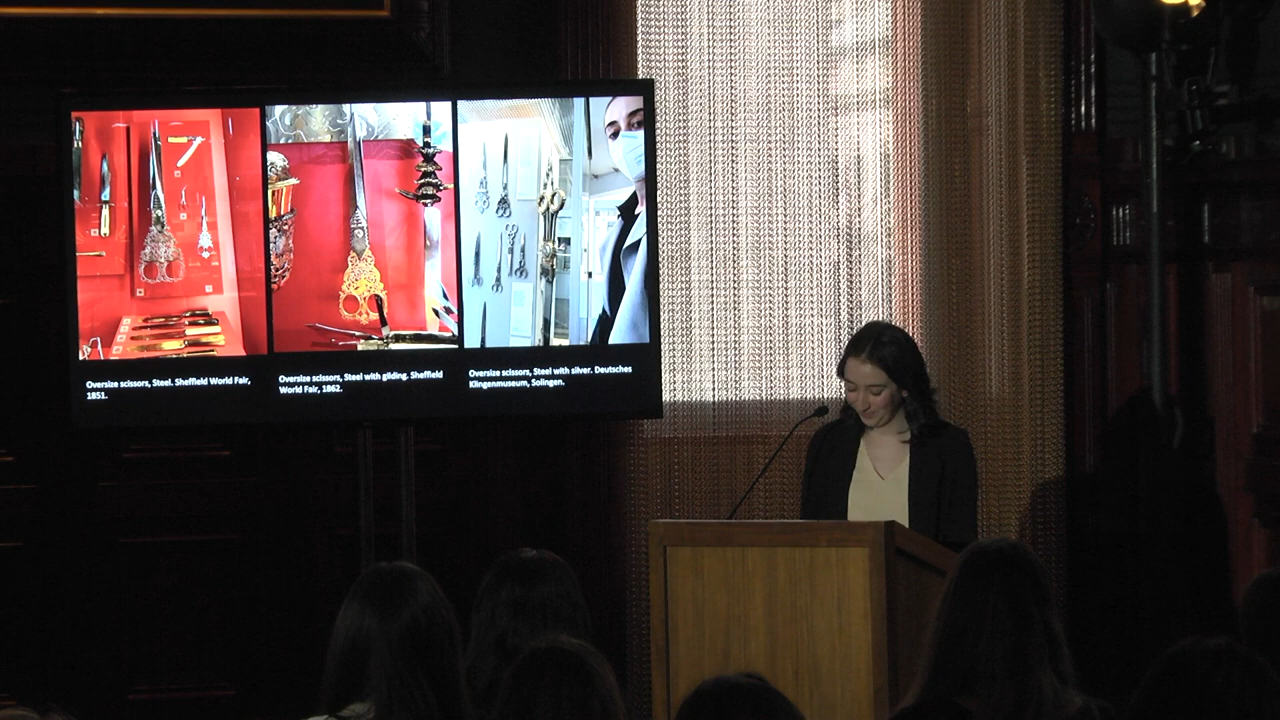 Oversize scissors, Steel. Sheffield World Fair,
1851.
Oversize scissors, Steel with gilding. Sheffield
World Fair, 1862.
Oversize scissors, Steel with silver. Deutsches
Klingenmuseum, Solingen.